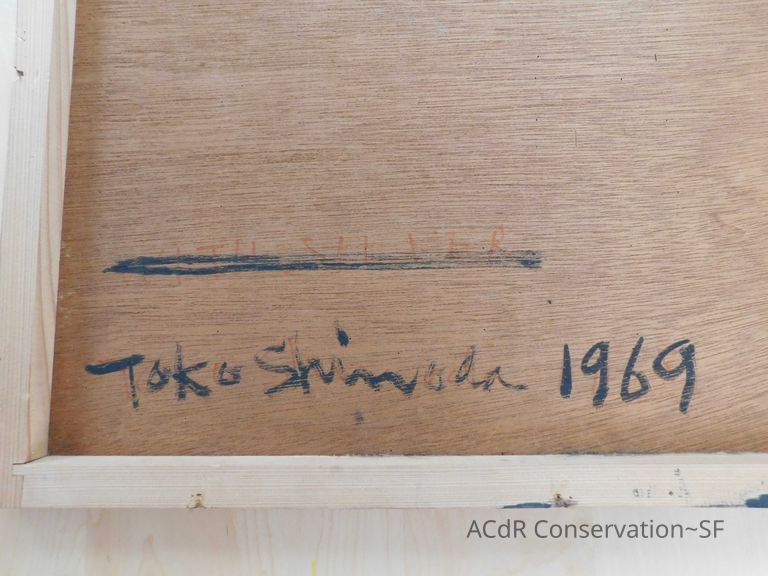 Toko Shinoda 1969
ACdR Conservation~SF